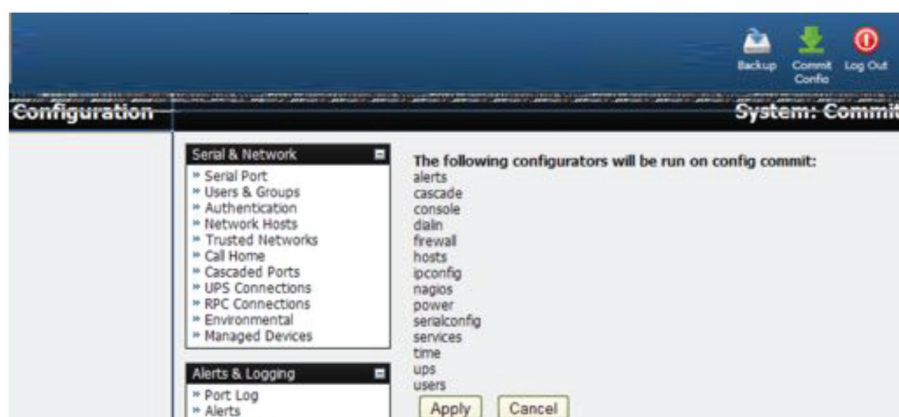 Backup
Commit
Config
Log Out
Configuration
System: Commit
Serial & Network
» Serial Port
» Users & Groups
» Authentication
» Network Hosts
» Trusted Networks
» Call Home
» Cascaded Ports
» UPS Connections
» RPC Connections
» Environmental
» Managed Devices
Alerts & Logging
» Port Log
» Alerts
The following configurators will be run on config commit:
alerts
cascade
console
dialin
firewall
hosts
ipconfig
nagios
power
serialconfig
services
time
ups
users
Apply
Cancel